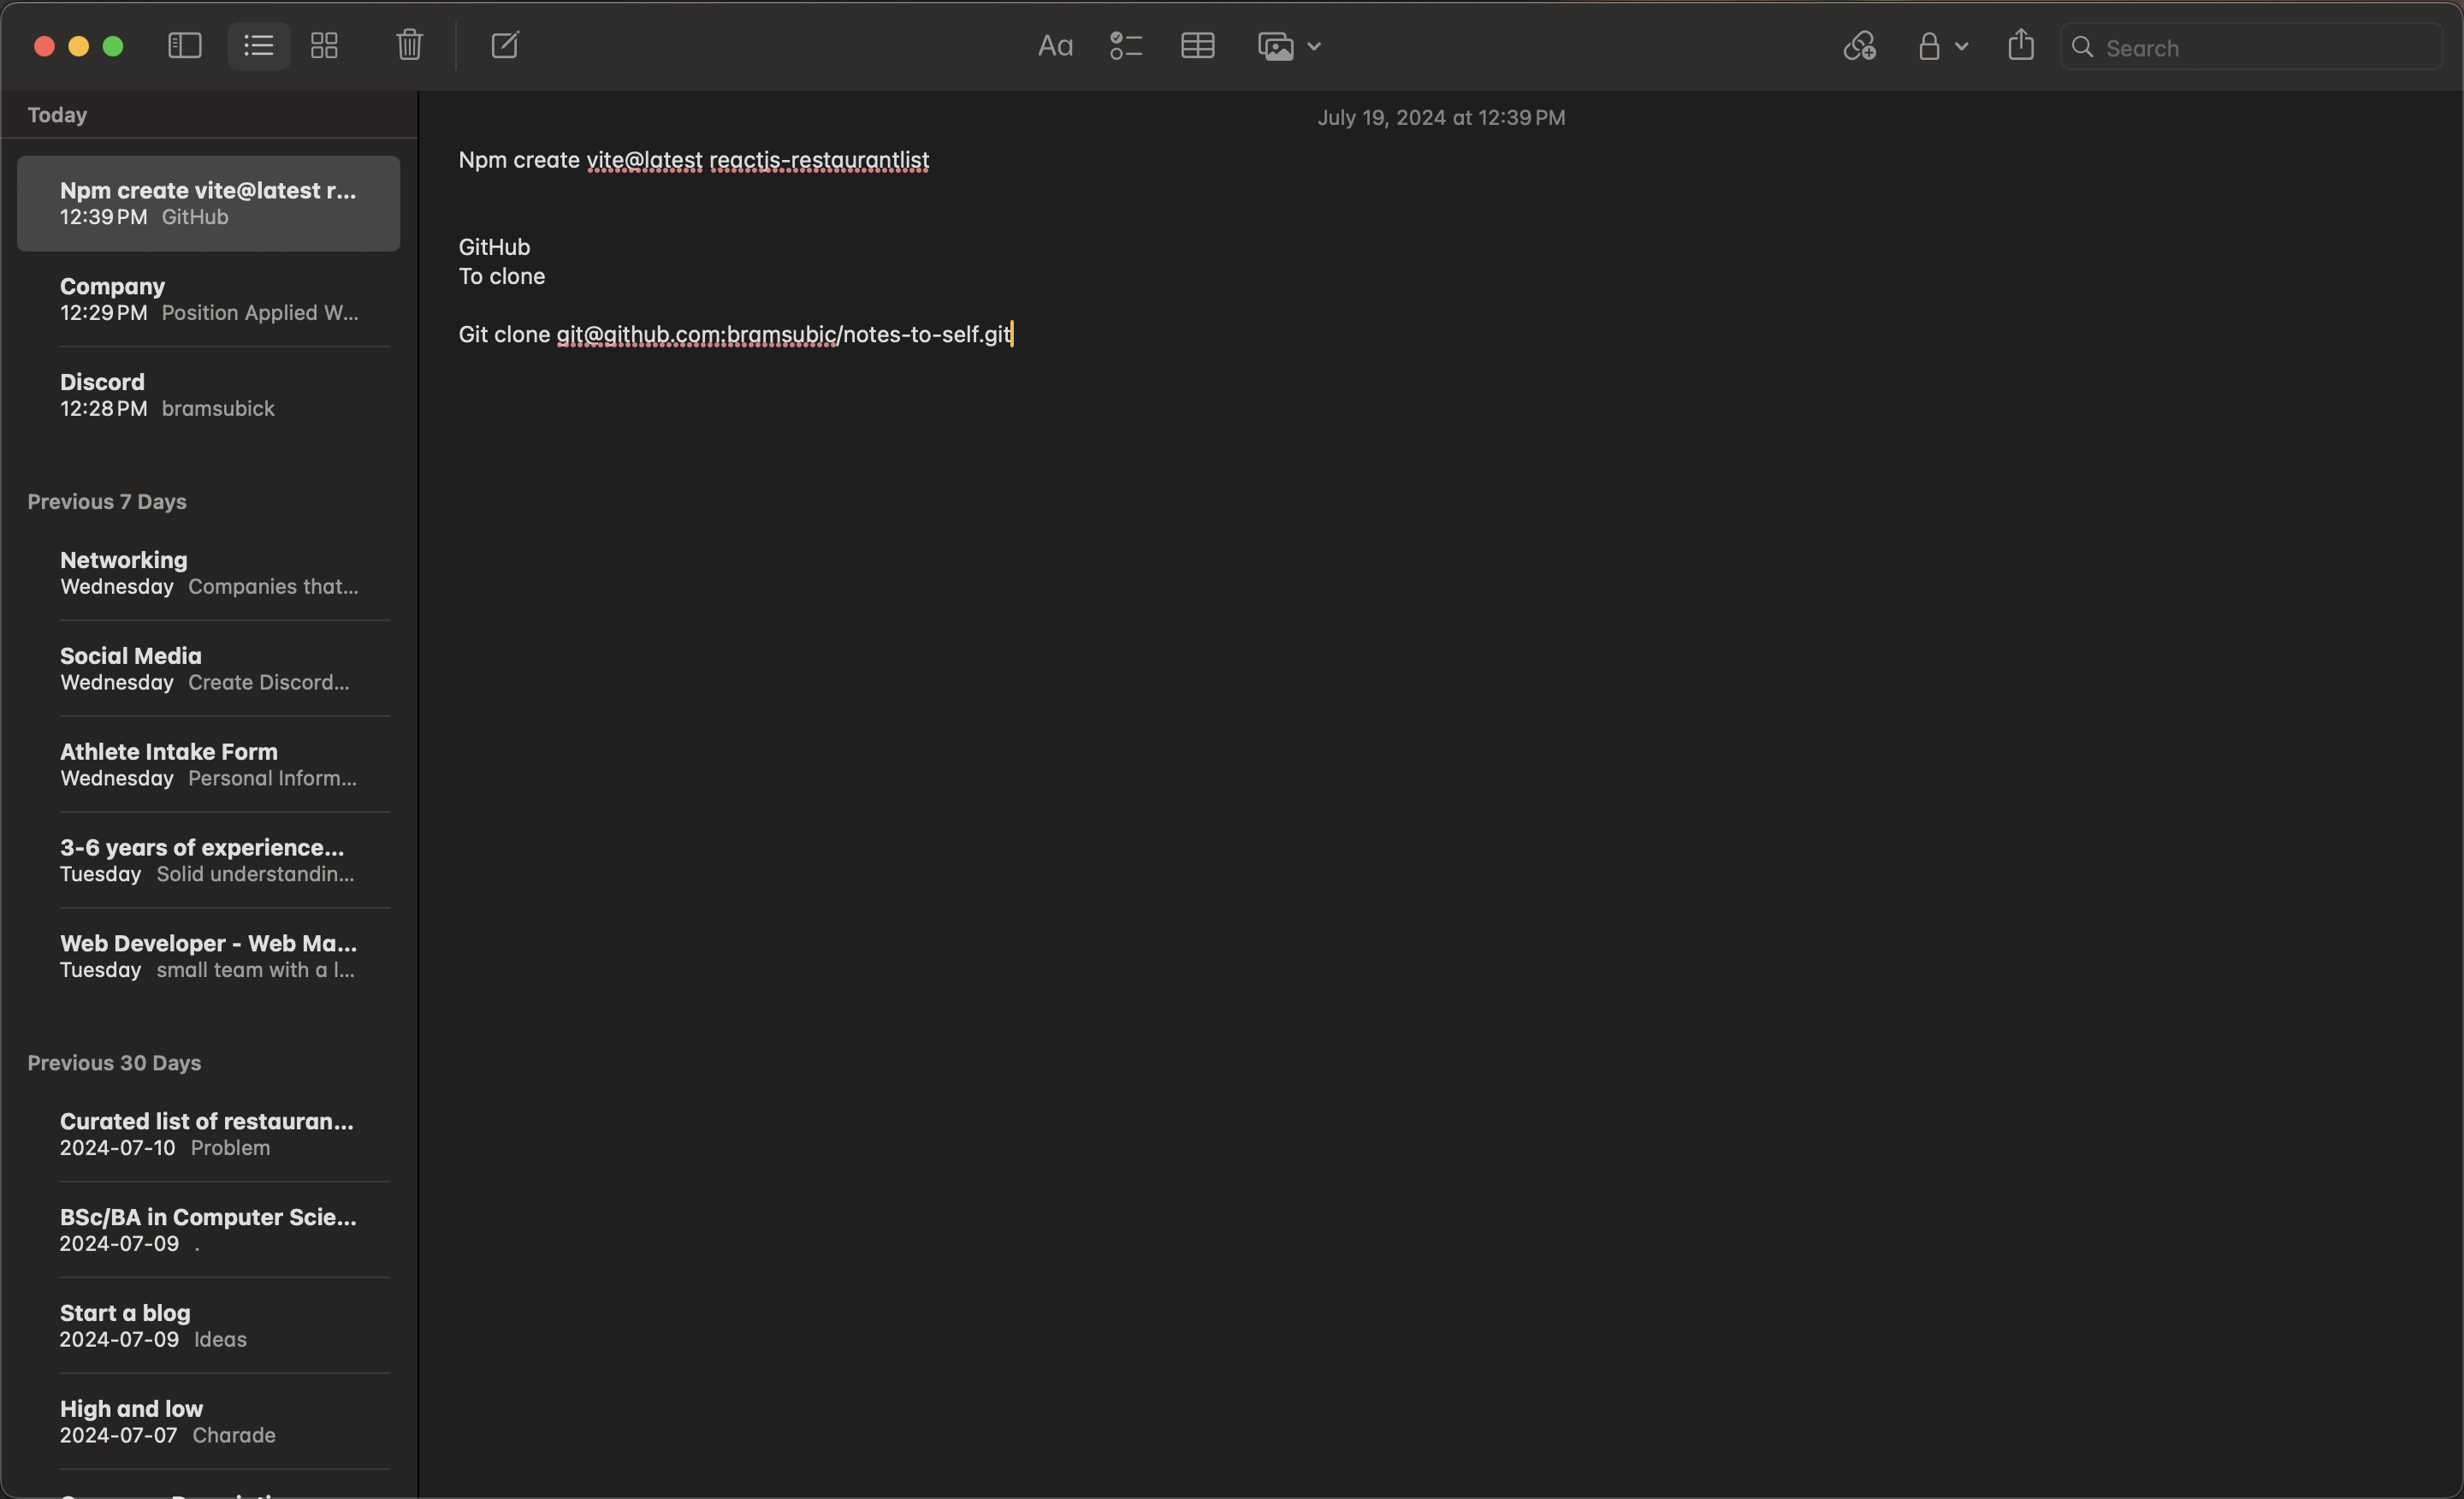 Aa
Search
Today
Npm create vite@latest r...
12:39 PM GitHub
Company
12:29 PM Position Applied W...
Discord
12:28 PM bramsubick
Previous 7 Days
Networking
Wednesday Companies that...
Social Media
Wednesday Create Discord...
Athlete Intake Form
Wednesday Personal Inform...
3-6 years of experience...
Tuesday Solid understandin...
Web Developer - Web Ma...
Tuesday small team with a l...
Previous 30 Days
Curated list of restauran...
2024-07-10 Problem
BSc/BA in Computer Scie...
2024-07-09 .
Start a blog
2024-07-09 Ideas
High and low
2024-07-07 Charade
July 19, 2024 at 12:39 PM
Npm create vite@latest reactjs-restaurantlist
GitHub
To clone
Git clone git@github.com:bramsubic/notes-to-self.git